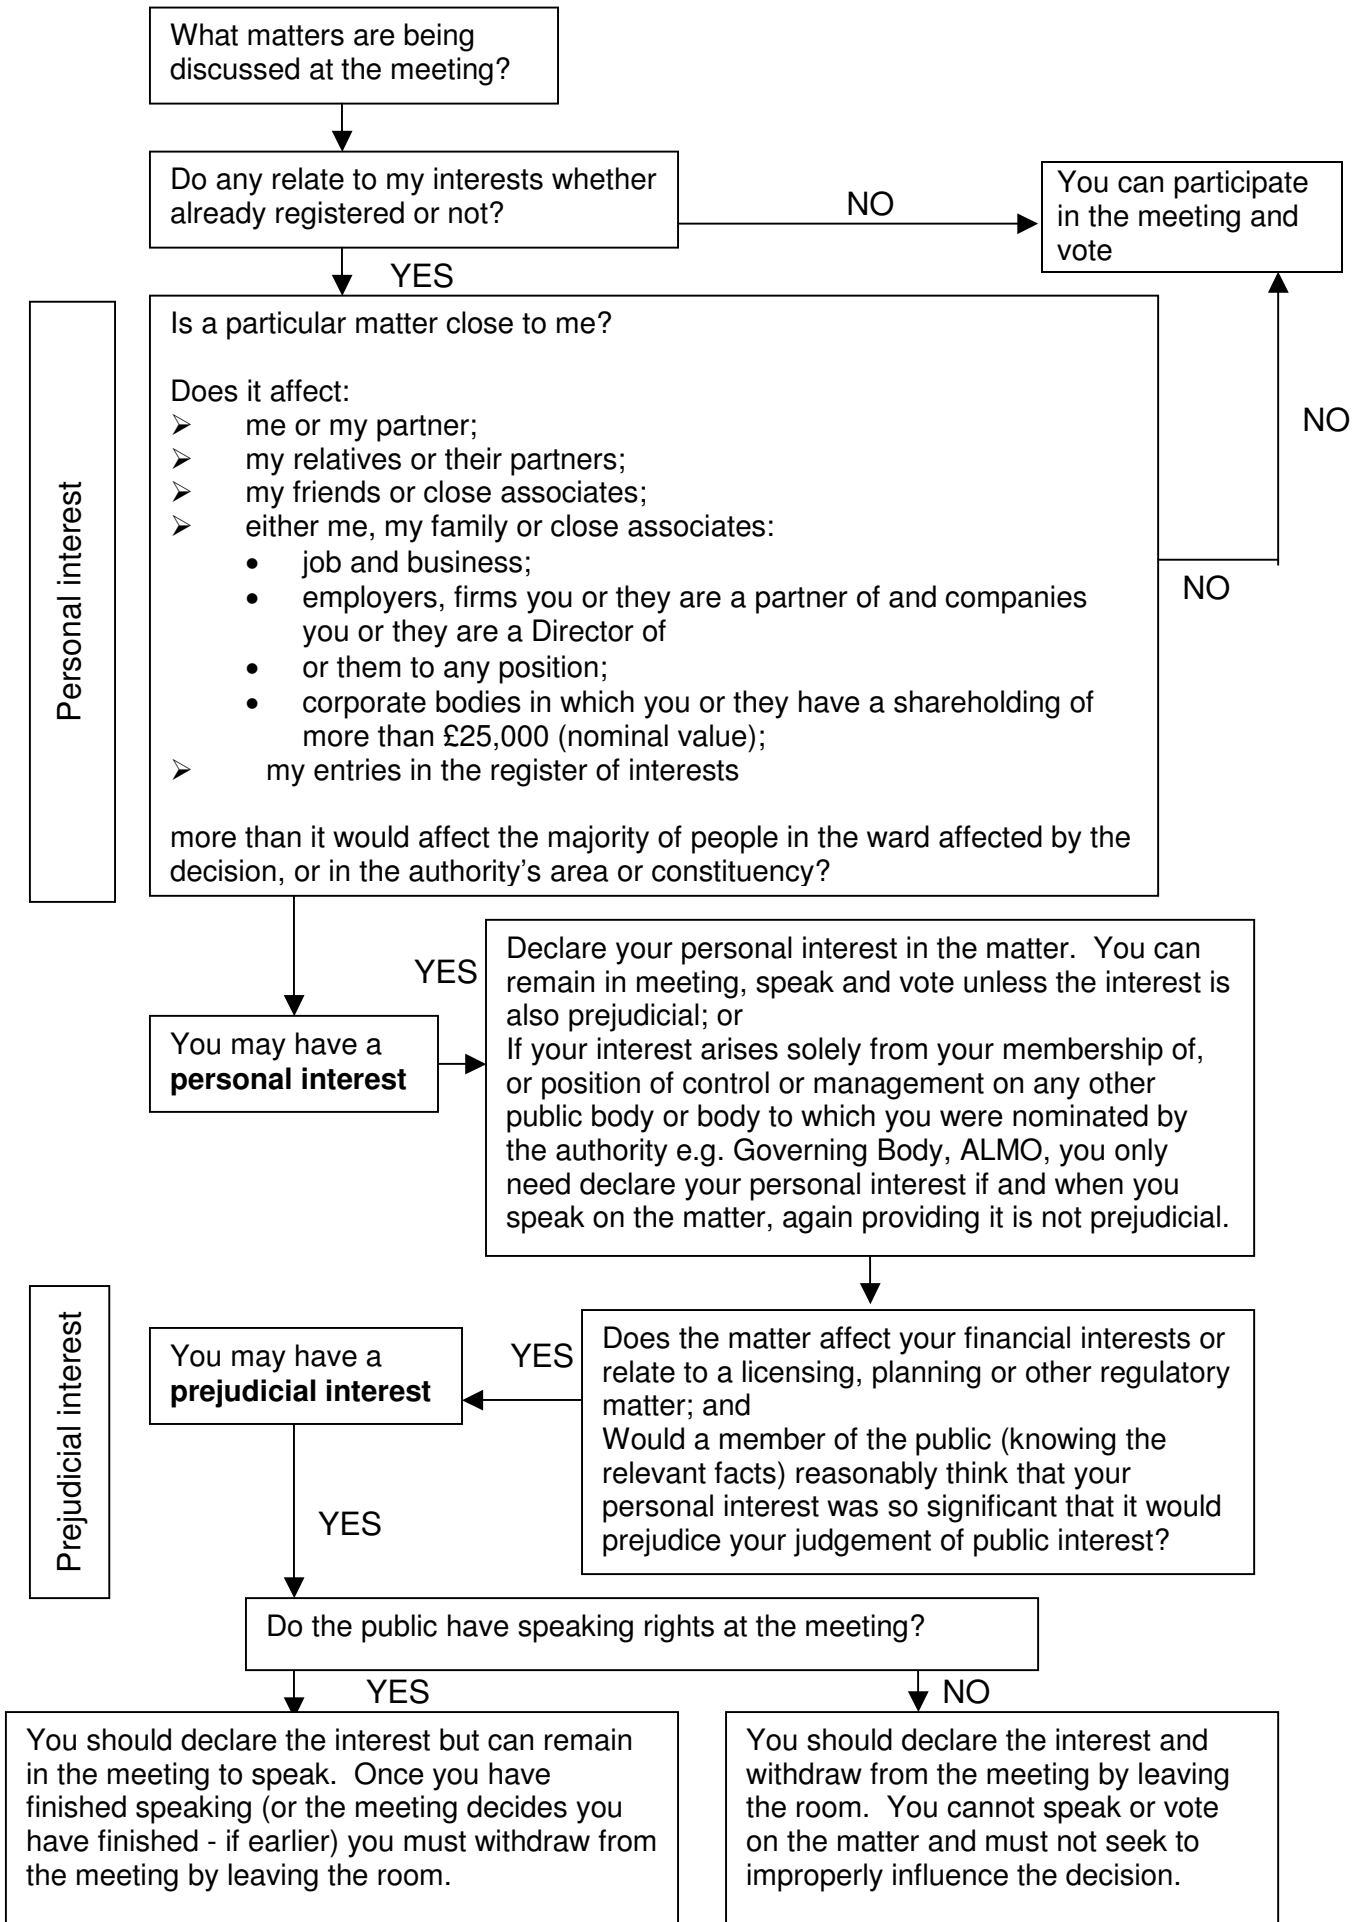 What matters are being
discussed at the meeting?
Do any relate to my interests whether
already registered or not?
NO
You can participate
in the meeting and
vote
YES
Personal interest
Is a particular matter close to me?
Does it affect:
➢ me or my partner;
➢ my relatives or their partners;
➢ my friends or close associates;
➢ either me, my family or close associates:
• job and business;
• employers, firms you or they are a partner of and companies
you or they are a Director of
• or them to any position;
• corporate bodies in which you or they have a shareholding of
more than £25,000 (nominal value);
➢ my entries in the register of interests
more than it would affect the majority of people in the ward affected by the
decision, or in the authority's area or constituency?
NO
NO
YES
You may have a
personal interest
Declare your personal interest in the matter. You can
remain in meeting, speak and vote unless the interest is
also prejudicial; or
If your interest arises solely from your membership of,
or position of control or management on any other
public body or body to which you were nominated by
the authority e.g. Governing Body, ALMO, you only
need declare your personal interest if and when you
speak on the matter, again providing it is not prejudicial.
Prejudicial interest
You may have a
prejudicial interest
YES
Does the matter affect your financial interests or
relate to a licensing, planning or other regulatory
matter; and
Would a member of the public (knowing the
relevant facts) reasonably think that your
personal interest was so significant that it would
prejudice your judgement of public interest?
YES
Do the public have speaking rights at the meeting?
YES
NO
You should declare the interest but can remain
in the meeting to speak. Once you have
finished speaking (or the meeting decides you
have finished - if earlier) you must withdraw from
the meeting by leaving the room.
You should declare the interest and
withdraw from the meeting by leaving
the room. You cannot speak or vote
on the matter and must not seek to
improperly influence the decision.